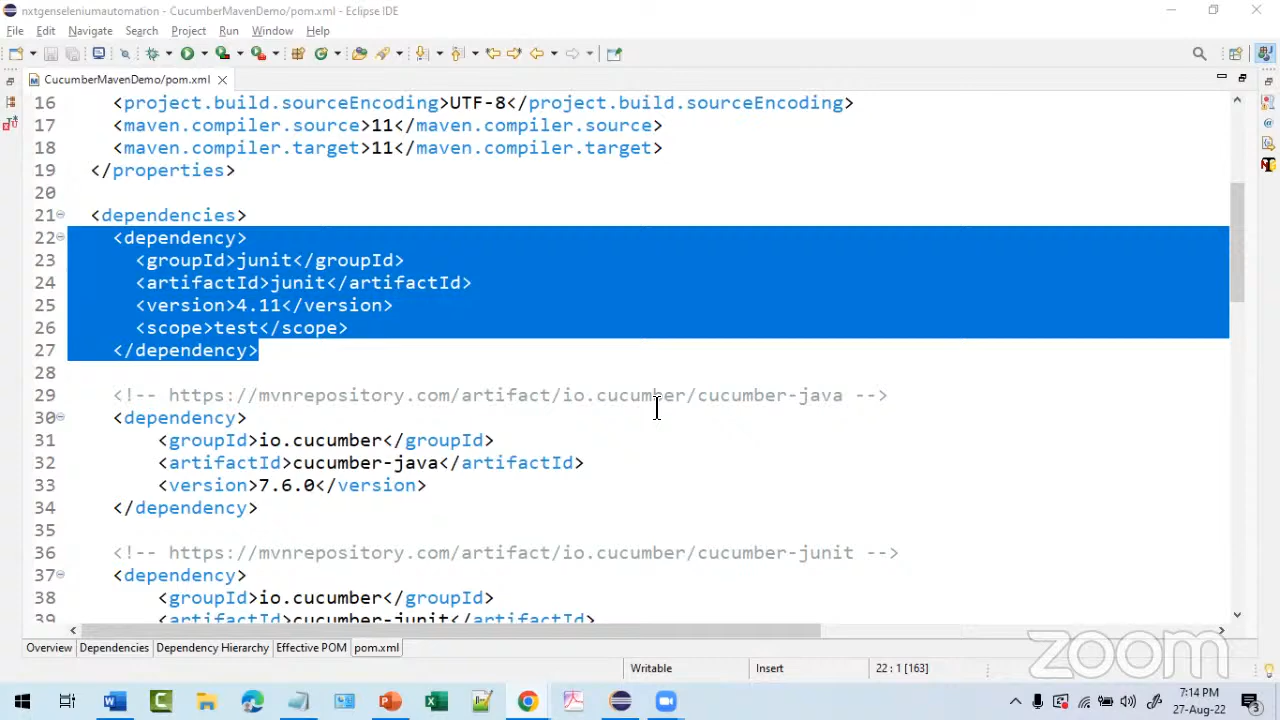 nxtgenseleniumautomation - CucumberMavenDemo/pom.xml - Eclipse IDE
File Edit Navigate Search Project Run Window Help
CucumberMavenDemo/pom.xml
16 <project.build.sourceEncoding>UTF-8</project.build.sourceEncoding>
17 <maven.compiler.source>11</maven.compiler.source>
18 <maven.compiler.target>11</maven.compiler.target>
19 </properties>
20
21 <dependencies>
22 <dependency>
23 <groupId>junit</groupId>
24 <artifactId>junit</artifactId>
25 <version>4.11</version>
26 <scope>test</scope>
27 </dependency>
28
29 <!-- https://mvnrepository.com/artifact/io.cucumber/cucumber-java -->
30 <dependency>
31 <groupId>io.cucumber</groupId>
32 <artifactId>cucumber-java</artifactId>
33 <version>7.6.0</version>
34 </dependency>
35
36 <!-- https://mvnrepository.com/artifact/io.cucumber/cucumber-junit -->
37 <dependency>
38 <groupId>io.cucumber</groupId>
39 <artifactId>cucumber-junit</artifactId>
Overview Dependencies Dependency Hierarchy Effective POM pom.xml
Writable Insert 22 : 1 [163]
zoom
7:14 PM
27-Aug-22
3